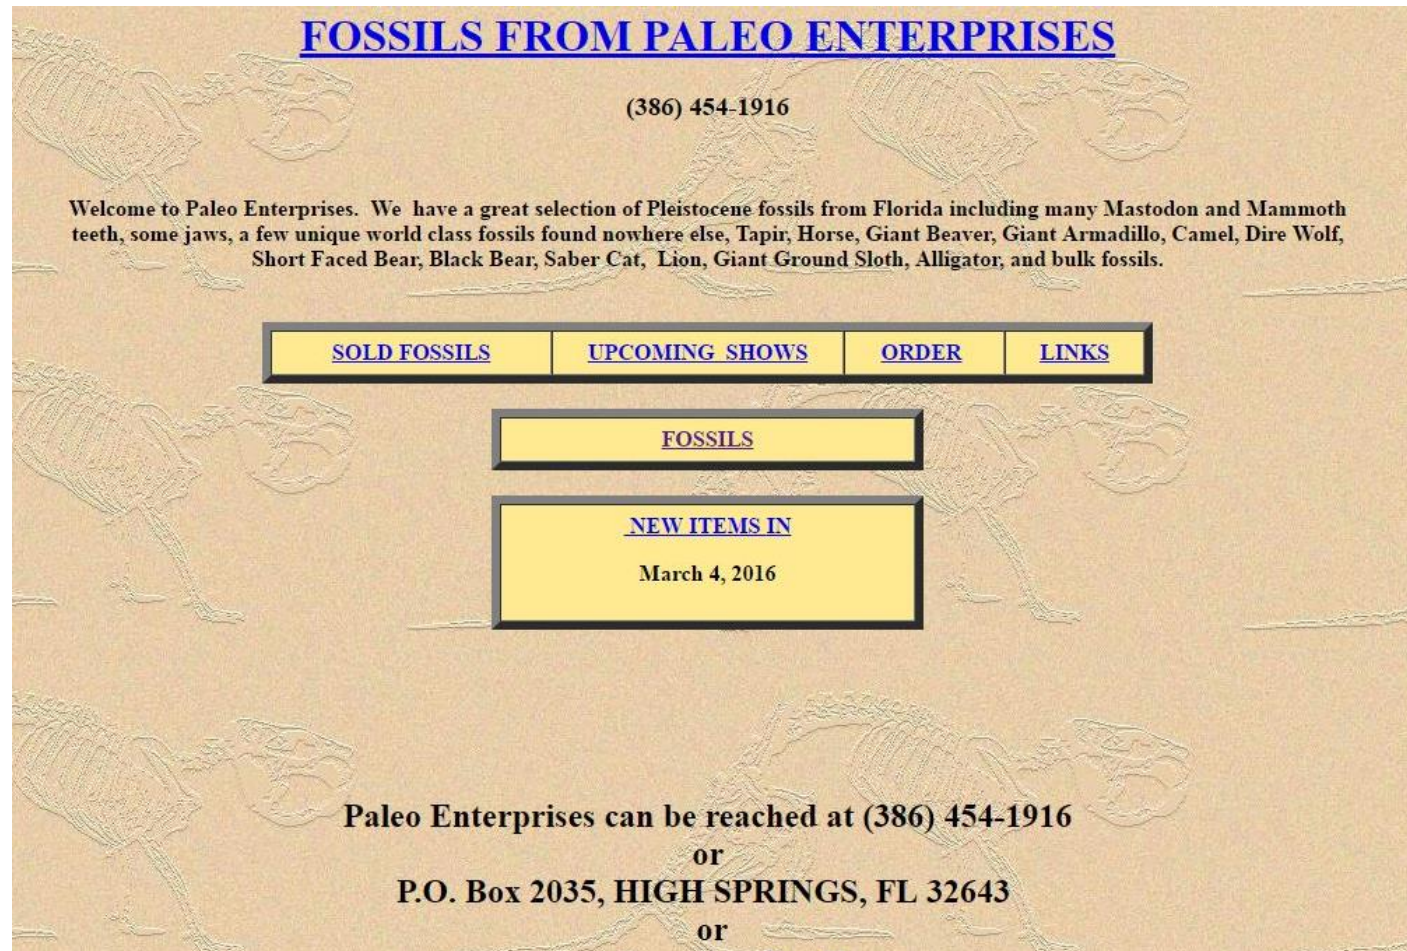 FOSSILS FROM PALEO ENTERPRISES
(386) 454-1916
Welcome to Paleo Enterprises.  We  have a great selection of Pleistocene fossils from Florida including many Mastodon and Mammoth
teeth, some jaws, a few unique world class fossils found nowhere else, Tapir, Horse, Giant Beaver, Giant Armadillo, Camel, Dire Wolf,
Short Faced Bear, Black Bear, Saber Cat,  Lion, Giant Ground Sloth, Alligator, and bulk fossils.
SOLD FOSSILS UPCOMING  SHOWS ORDER LINKS
FOSSILS
NEW ITEMS IN
March 4, 2016
Paleo Enterprises can be reached at (386) 454-1916
or
P.O. Box 2035, HIGH SPRINGS, FL 32643
or